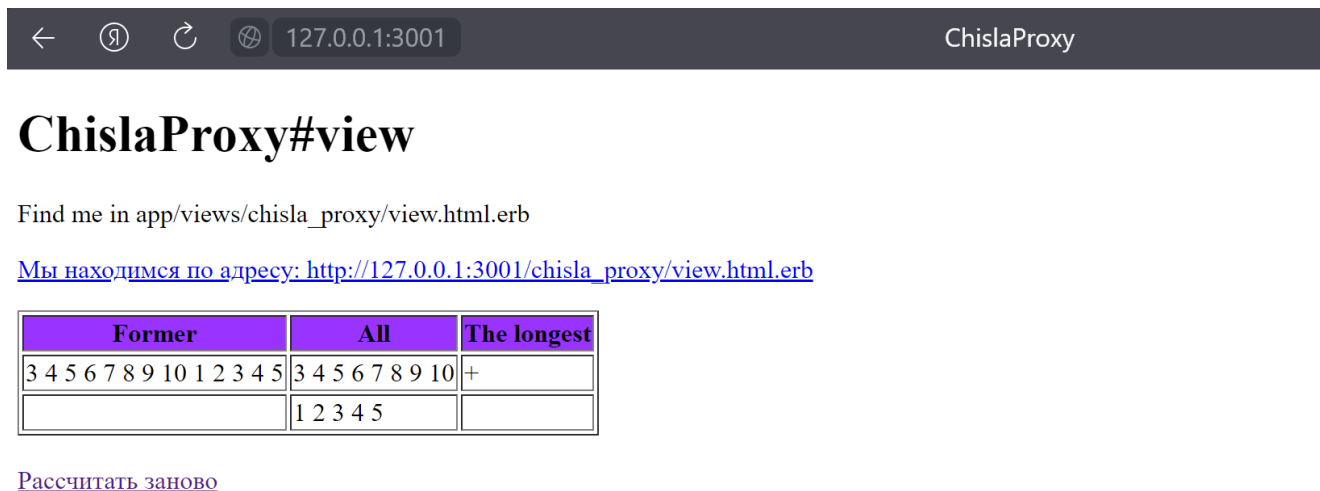 Я 127.0.0.1:3001 ChislaProxy
ChislaProxy#view
Find me in app/views/chisla_proxy/view.html.erb
Мы находимся по адресу: http://127.0.0.1:3001/chisla_proxy/view.html.erb
Former All The longest
3 4 5 6 7 8 9 10 1 2 3 4 5 3 4 5 6 7 8 9 10 +
1 2 3 4 5
Рассчитать заново